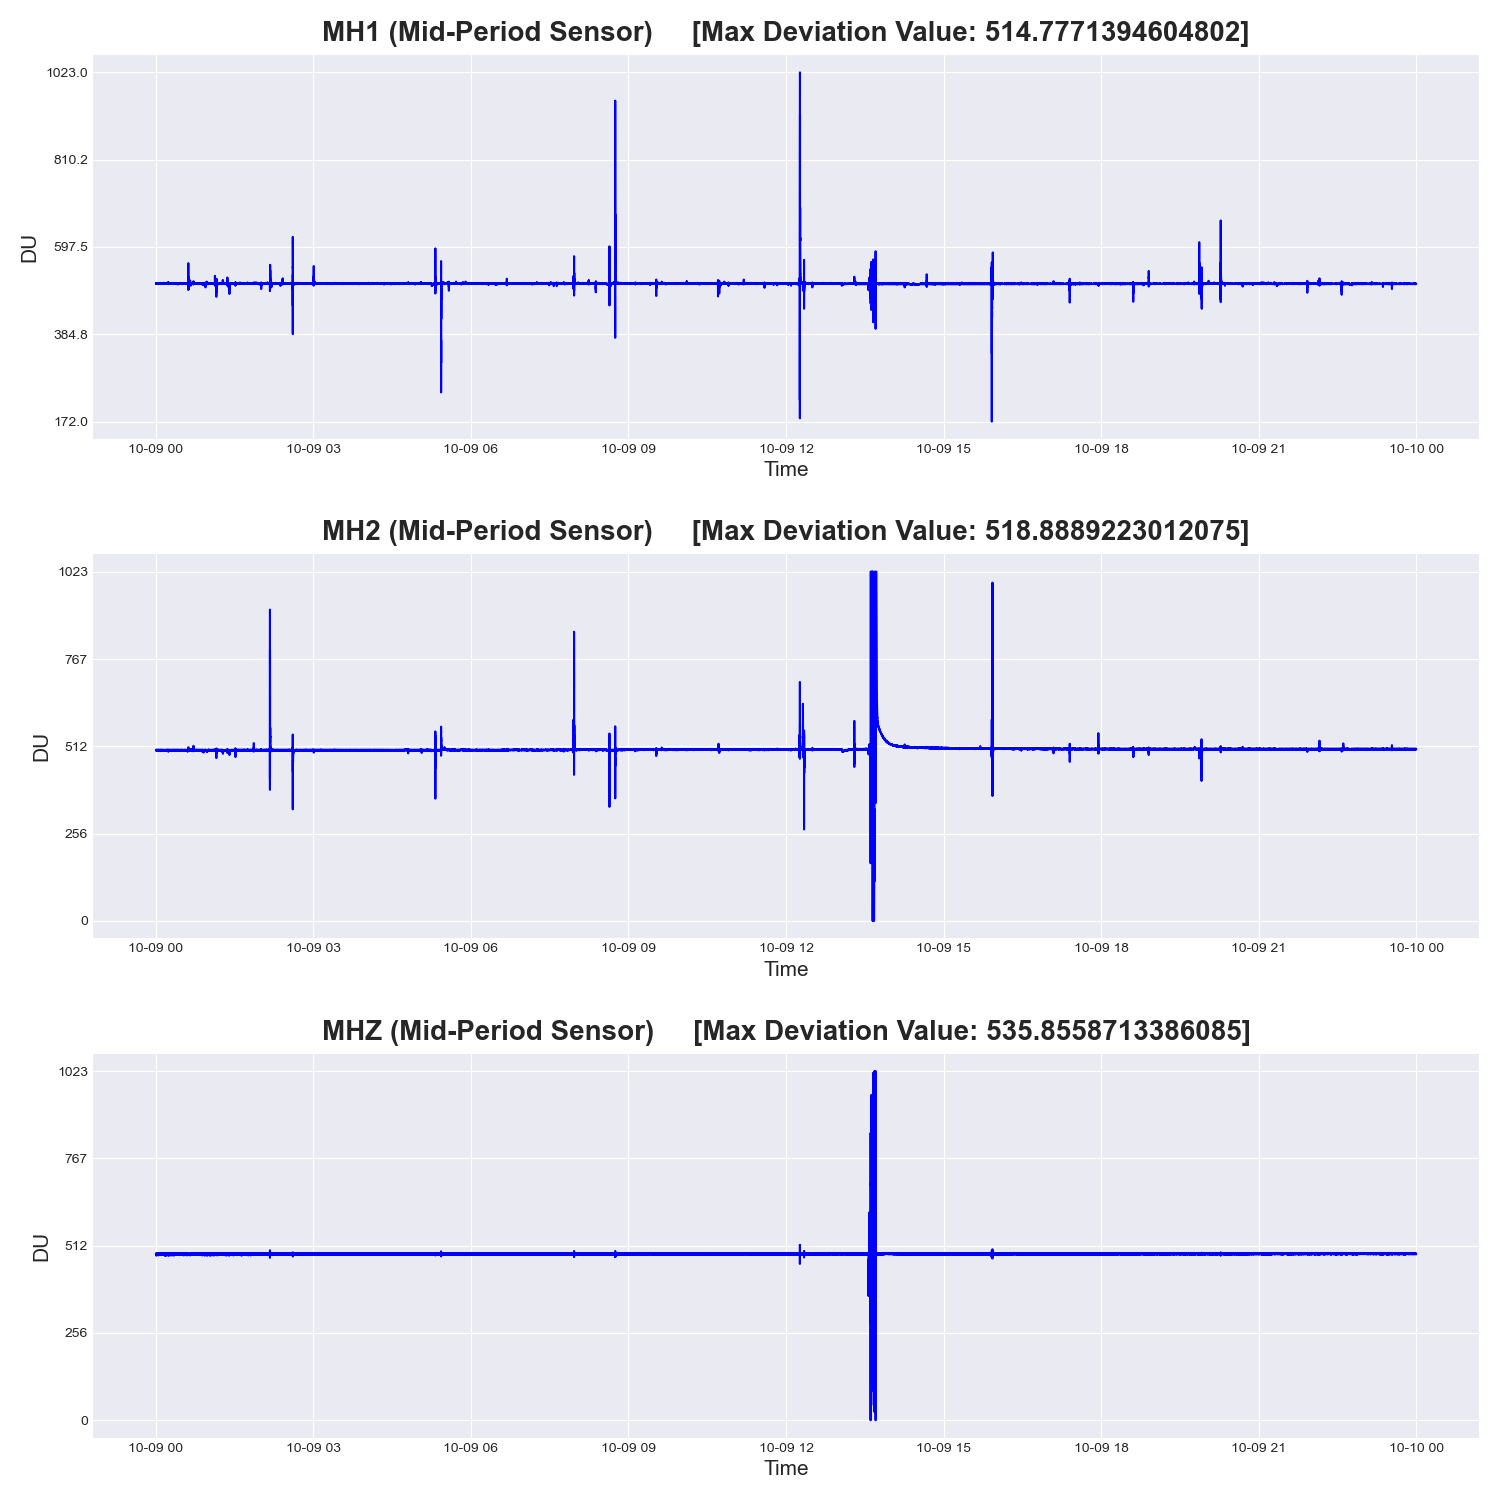 MH1 (Mid-Period Sensor) [Max Deviation Value: 514.7771394604802]
1023.0
810.2
597.5
384.8
172.0
DU
10-09 00 10-09 03 10-09 06 10-09 09 10-09 12 10-09 15 10-09 18 10-09 21 10-10 00
Time
MH2 (Mid-Period Sensor) [Max Deviation Value: 518.8889223012075]
1023
767
512
256
0
DU
10-09 00 10-09 03 10-09 06 10-09 09 10-09 12 10-09 15 10-09 18 10-09 21 10-10 00
Time
MHZ (Mid-Period Sensor) [Max Deviation Value: 535.8558713386085]
1023
767
512
256
0
DU
10-09 00 10-09 03 10-09 06 10-09 09 10-09 12 10-09 15 10-09 18 10-09 21 10-10 00
Time